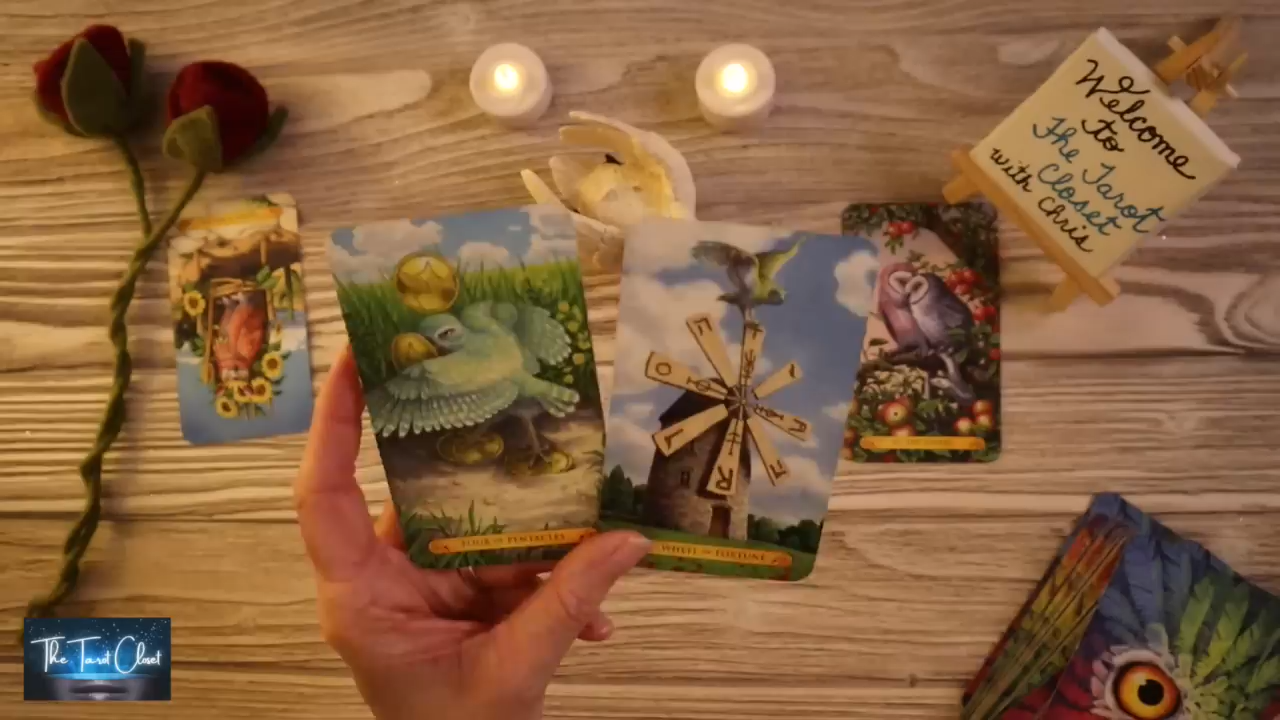 Welcome
to
The Tarot
Closet
with Chris
FOUR OF PENTACLES
WHEEL OF FORTUNE
The Tarot Closet